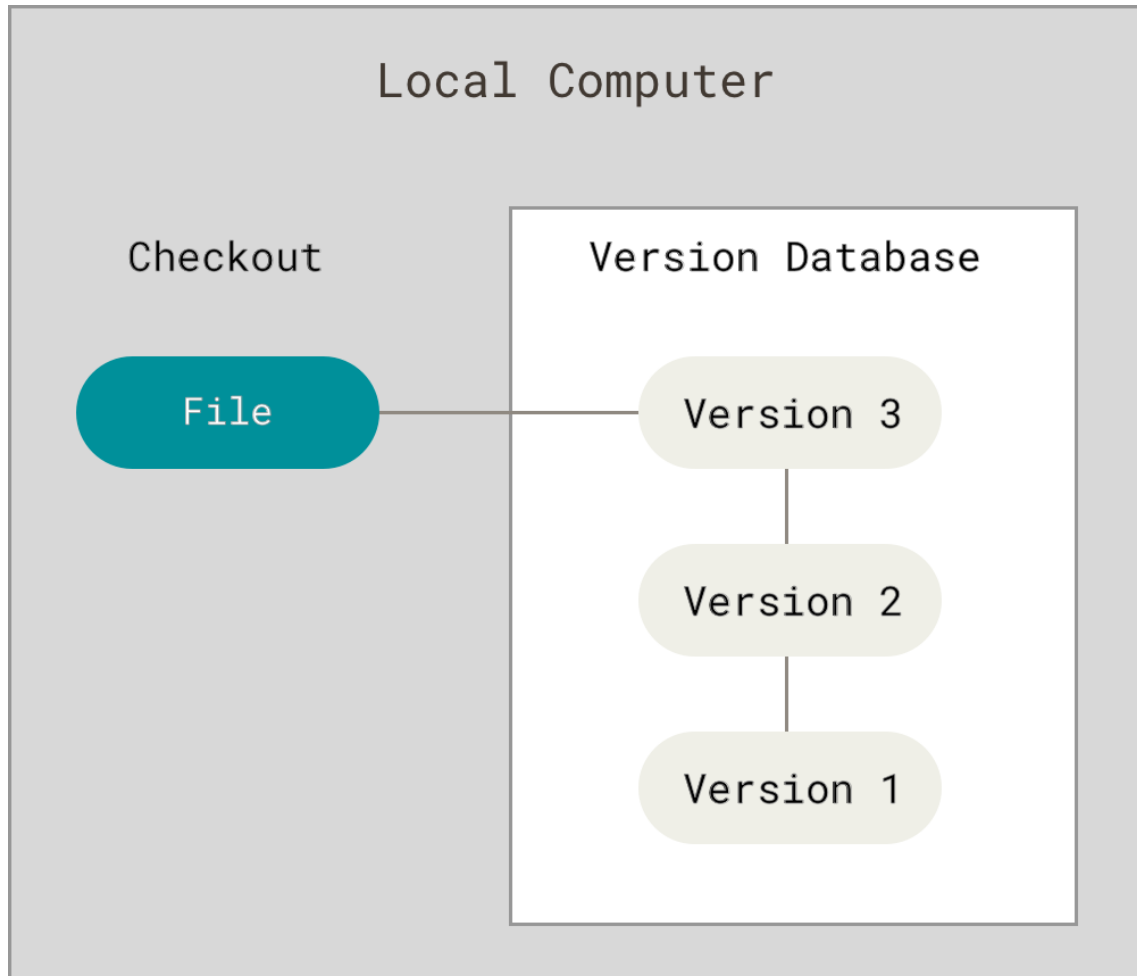 Local Computer
Checkout
Version Database
File
Version 3
Version 2
Version 1